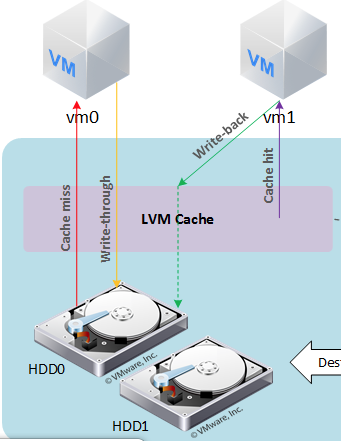 VM
VM
vm0
vm1
Write-back
Cache miss
Write-through
LVM Cache
Cache hit
HDD0
© VMware, Inc.
Dest
HDD1
© VMware, Inc.